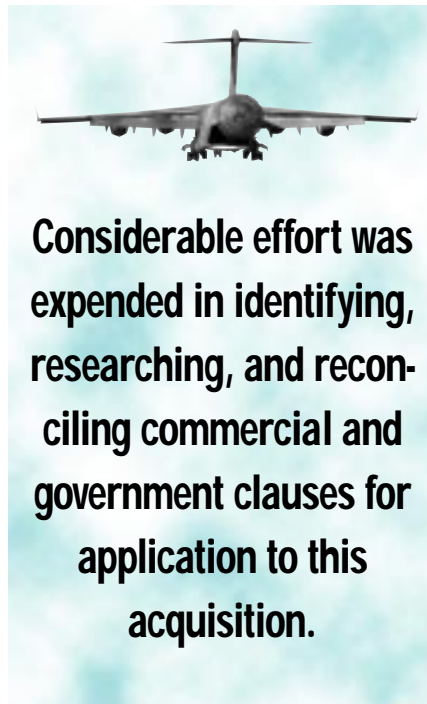 Considerable effort was
expended in identifying,
researching, and recon-
ciling commercial and
government clauses for
application to this
acquisition.